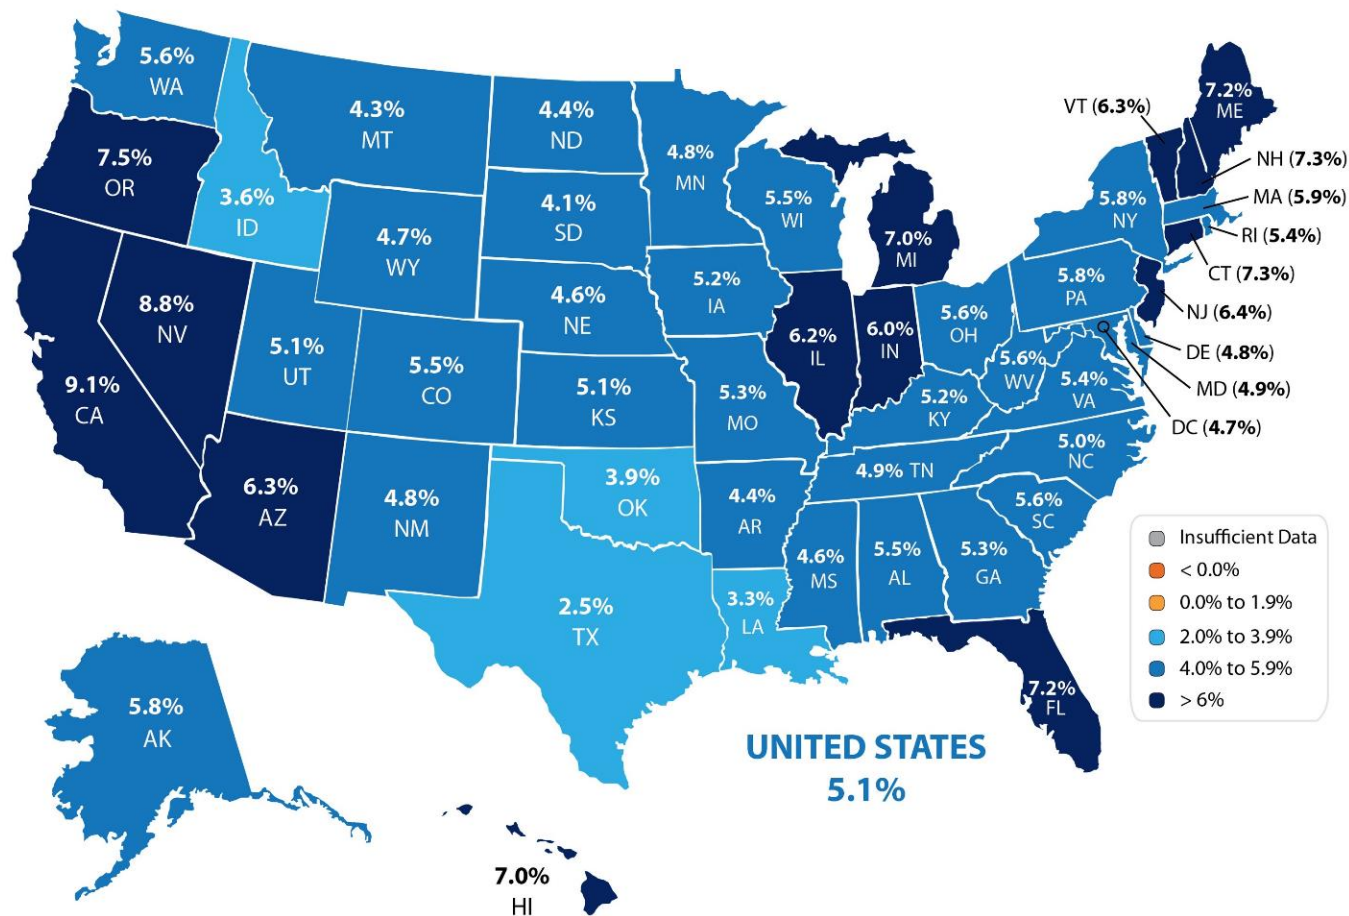 5.6%
WA
7.5%
OR
3.6%
ID
4.3%
MT
4.4%
ND
4.8%
MN
5.5%
WI
7.0%
MI
7.2%
ME
VT (6.3%)
NH (7.3%)
MA (5.9%)
RI (5.4%)
CT (7.3%)
NJ (6.4%)
DE (4.8%)
MD (4.9%)
DC (4.7%)
5.8%
NY
5.8%
PA
4.1%
SD
4.7%
WY
8.8%
NV
9.1%
CA
5.1%
UT
5.5%
CO
4.6%
NE
5.2%
IA
6.2%
IL
6.0%
IN
5.6%
OH
5.6%
WV
5.4%
VA
5.1%
KS
5.3%
MO
5.2%
KY
5.0%
NC
4.9% TN
6.3%
AZ
4.8%
NM
3.9%
OK
4.4%
AR
5.6%
SC
4.6%
MS
5.5%
AL
5.3%
GA
2.5%
TX
3.3%
LA
7.2%
FL
5.8%
AK
7.0%
HI
UNITED STATES
5.1%
Insufficient Data
< 0.0%
0.0% to 1.9%
2.0% to 3.9%
4.0% to 5.9%
> 6%